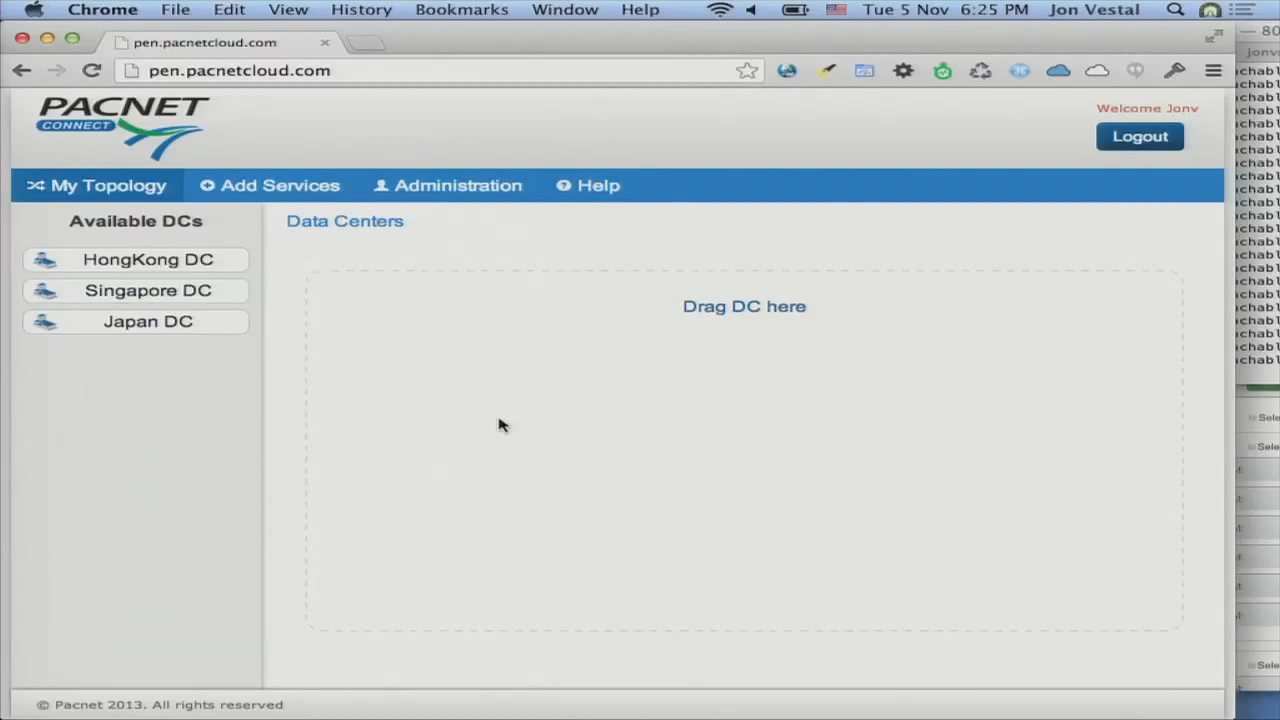 Chrome File Edit View History Bookmarks Window Help Tue 5 Nov 6:25 PM Jon Vestal
pen.pacnetcloud.com
pen.pacnetcloud.com
PACNET
CONNECT
Welcome Jonv
Logout
My Topology Add Services Administration Help
Available DCs
HongKong DC
Singapore DC
Japan DC
Data Centers
Drag DC here
© Pacnet 2013. All rights reserved